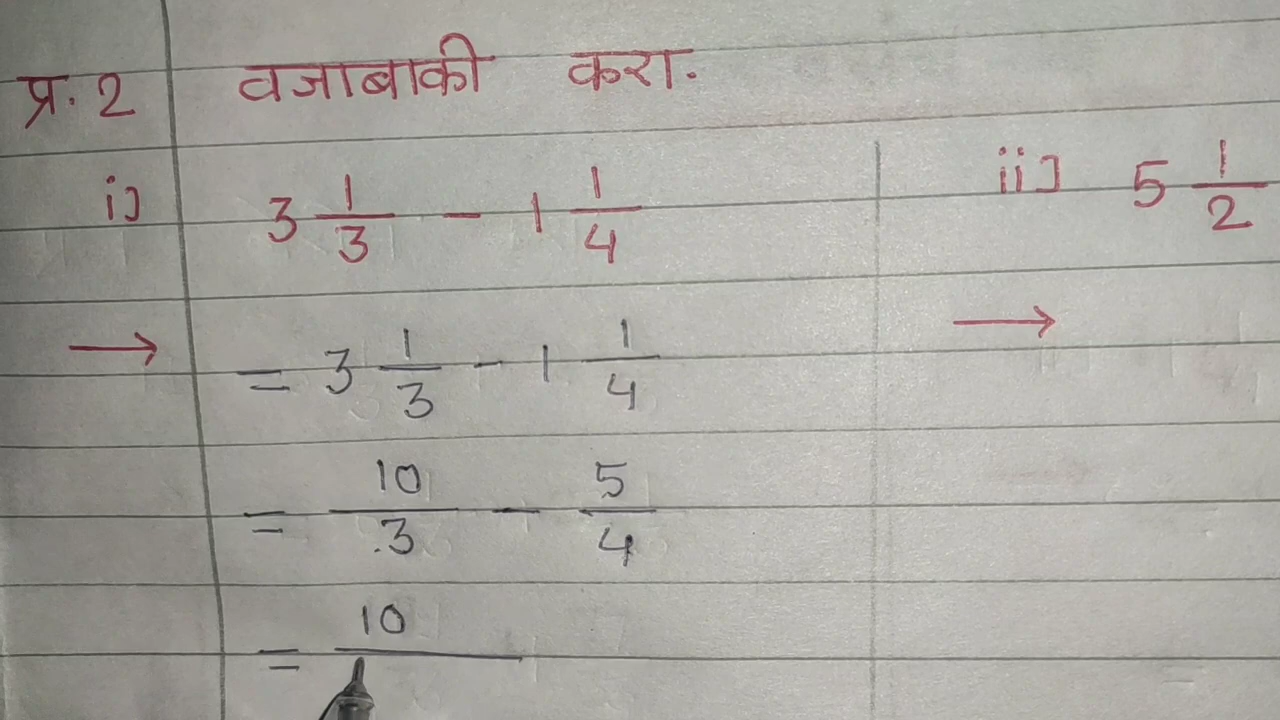 प्र. 2 वजाबाकी करा.
i] 3 1/3 - 1 1/4
→ = 3 1/3 - 1 1/4
= 10/3 - 5/4
= 10/
ii] 5 1/2
→